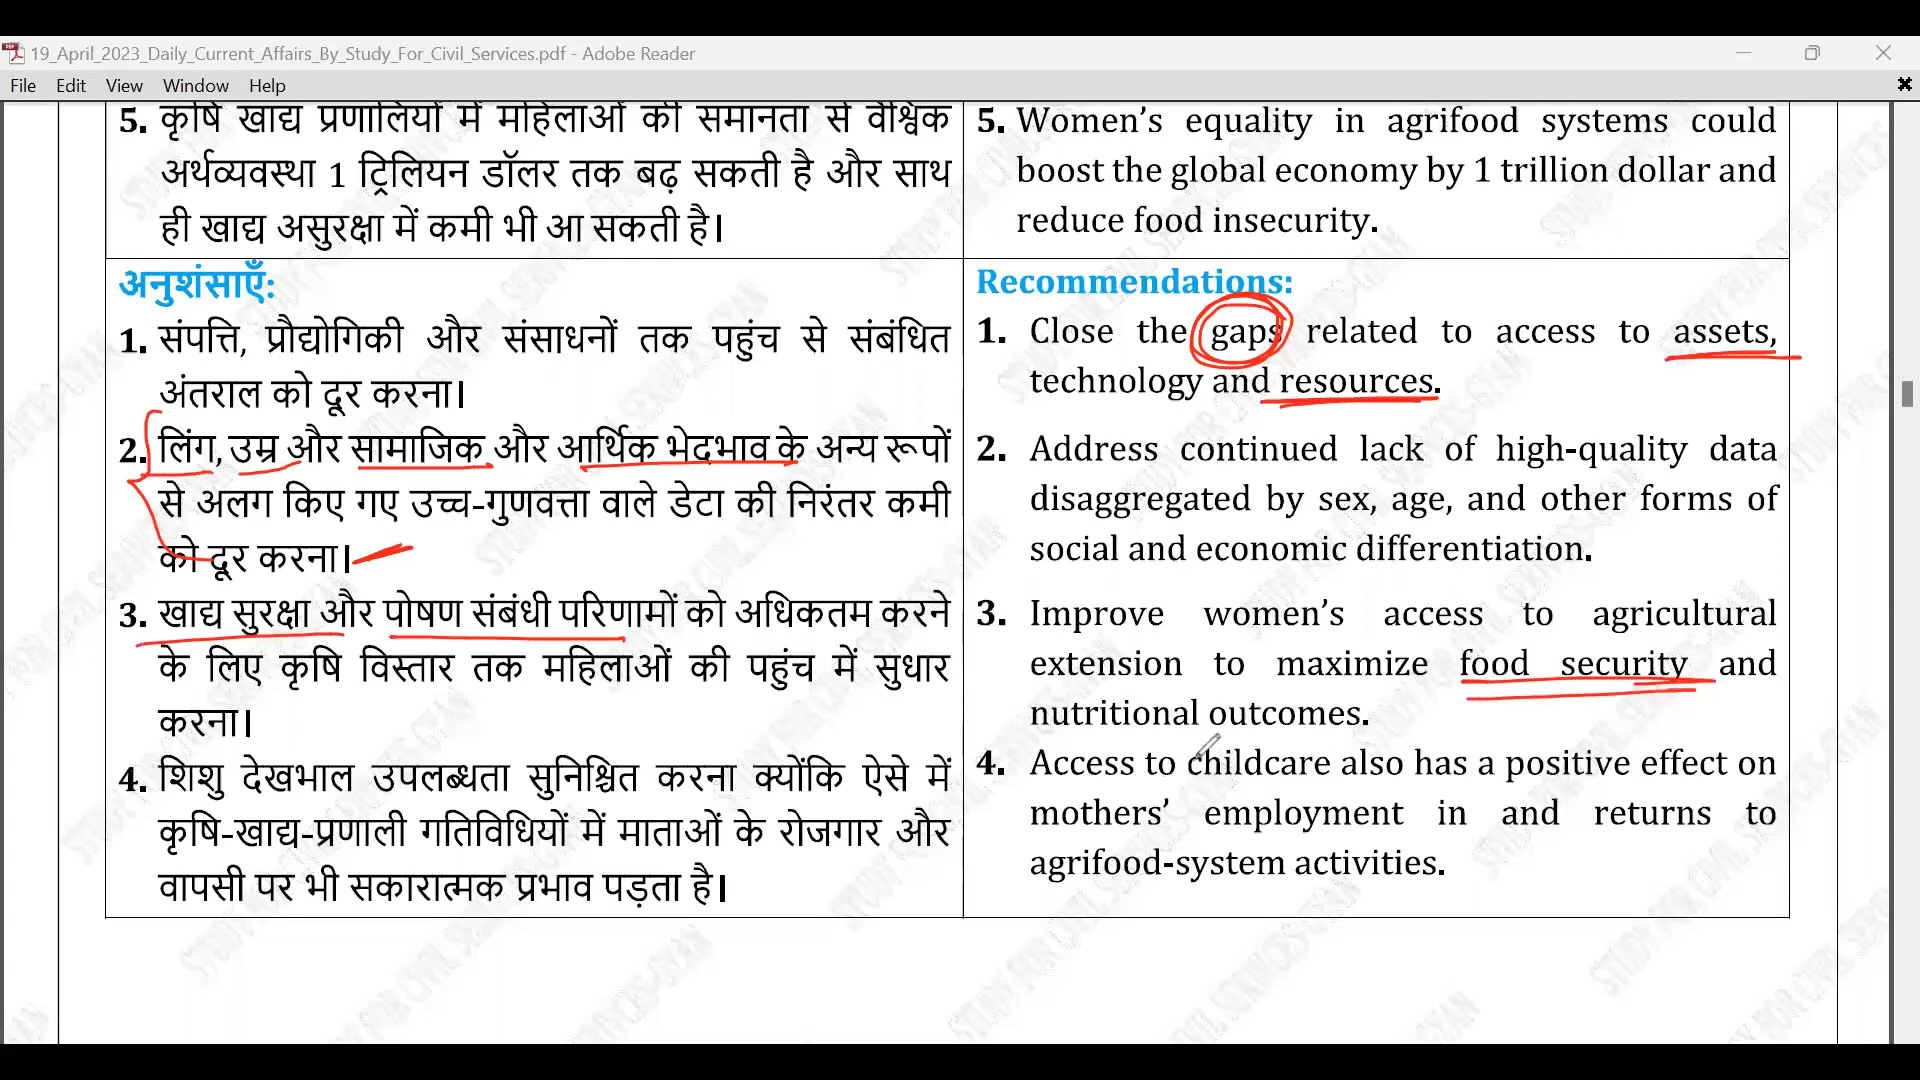 19_April_2023_Daily_Current_Affairs_By_Study_For_Civil_Services.pdf - Adobe Reader
File Edit View Window Help
5. कृषि खाद्य प्रणालियों में महिलाओं की समानता से वैश्विक
अर्थव्यवस्था 1 ट्रिलियन डॉलर तक बढ़ सकती है और साथ
ही खाद्य असुरक्षा में कमी भी आ सकती है।
अनुशंसाएँ:
1. संपत्ति, प्रौद्योगिकी और संसाधनों तक पहुंच से संबंधित
अंतराल को दूर करना।
2. लिंग, उम्र और सामाजिक और आर्थिक भेदभाव के अन्य रूपों
से अलग किए गए उच्च-गुणवत्ता वाले डेटा की निरंतर कमी
को दूर करना।
3. खाद्य सुरक्षा और पोषण संबंधी परिणामों को अधिकतम करने
के लिए कृषि विस्तार तक महिलाओं की पहुंच में सुधार
करना।
4. शिशु देखभाल उपलब्धता सुनिश्चित करना क्योंकि ऐसे में
कृषि-खाद्य-प्रणाली गतिविधियों में माताओं के रोजगार और
वापसी पर भी सकारात्मक प्रभाव पड़ता है।
5. Women's equality in agrifood systems could
boost the global economy by 1 trillion dollar and
reduce food insecurity.
Recommendations:
1. Close the gaps related to access to assets,
technology and resources.
2. Address continued lack of high-quality data
disaggregated by sex, age, and other forms of
social and economic differentiation.
3. Improve women's access to agricultural
extension to maximize food security and
nutritional outcomes.
4. Access to childcare also has a positive effect on
mothers' employment in and returns to
agrifood-system activities.